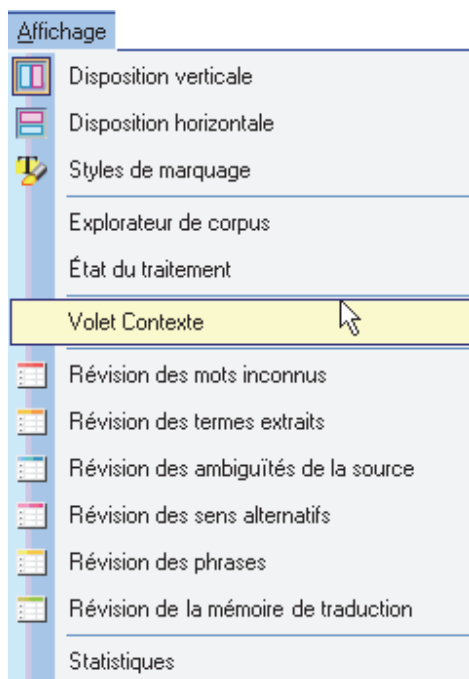 Affichage
Disposition verticale
Disposition horizontale
Styles de marquage
Explorateur de corpus
État du traitement
Volet Contexte
Révision des mots inconnus
Révision des termes extraits
Révision des ambiguïtés de la source
Révision des sens alternatifs
Révision des phrases
Révision de la mémoire de traduction
Statistiques